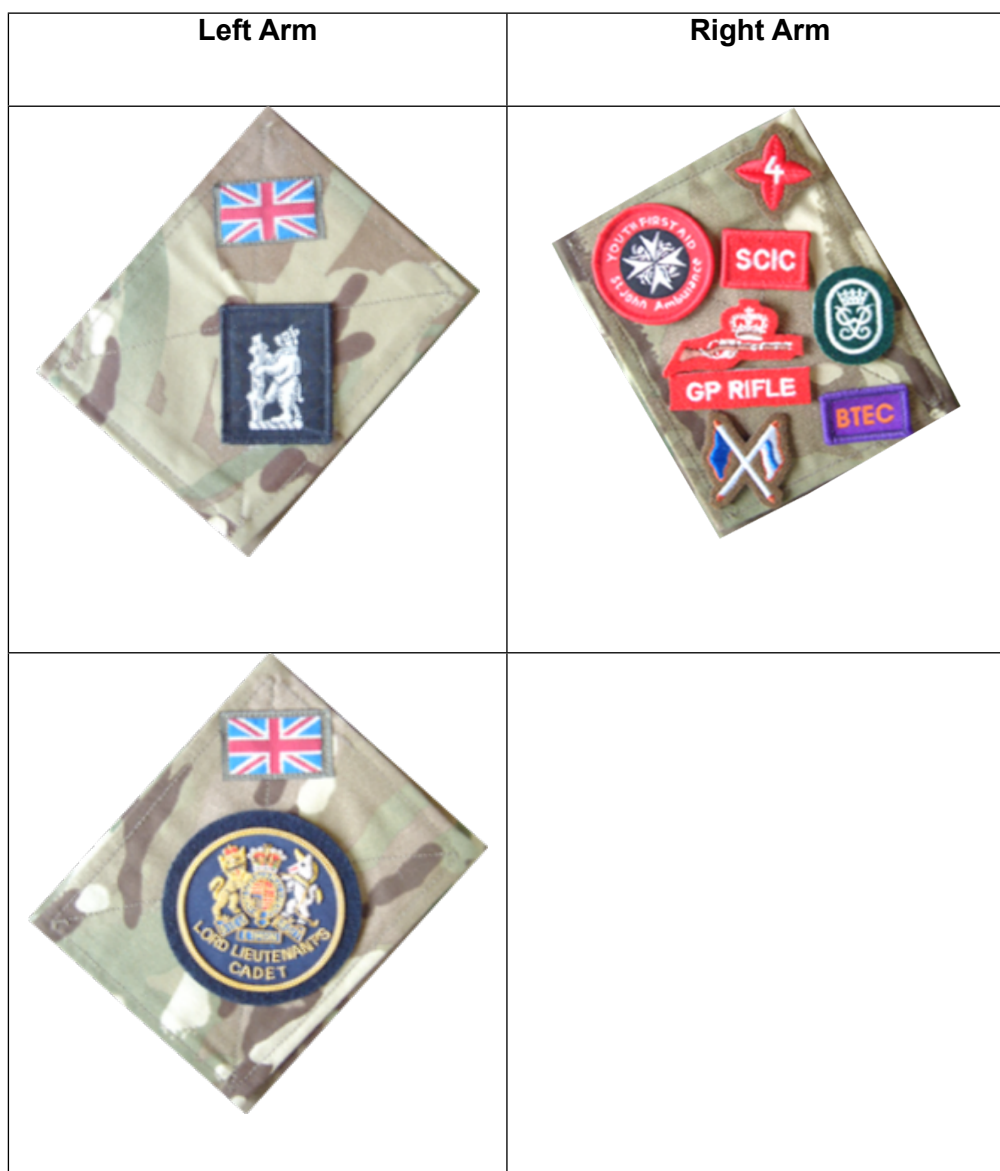 Left Arm
Right Arm
4
YOUTH FIRST AID
St John Ambulance
SCIC
GP RIFLE
BTEC
LORD LIEUTENANT'S
CADET